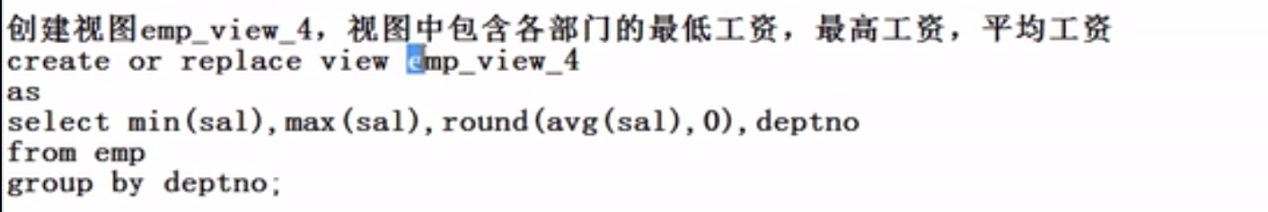 创建视图emp_view_4，视图中包含各部门的最低工资，最高工资，平均工资
create or replace view emp_view_4
as
select min(sal),max(sal),round(avg(sal),0),deptno
from emp
group by deptno;